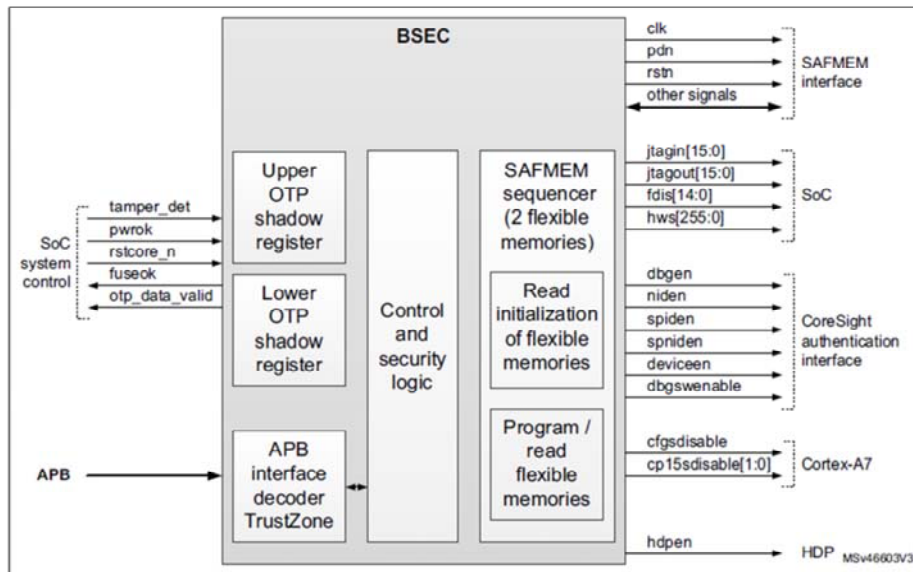 BSEC
clk
pdn
rstn
other signals
SAFMEM
interface
Upper
OTP
shadow
register
SAFMEM
sequencer
(2 flexible
memories)
jtagin[15:0]
jtagout[15:0]
fdis[14:0]
hws[255:0]
SoC
SoC
system
control
tamper_det
pwrok
rstcore_n
fuseok
otp_data_valid
Lower
OTP
shadow
register
Control
and
security
logic
Read
initialization
of flexible
memories
dbgen
niden
spiden
spniden
deviceen
dbgswenable
CoreSight
authentication
interface
APB
APB
interface
decoder
TrustZone
Program /
read
flexible
memories
cfgsdisable
cp15sdisable[1:0]
Cortex-A7
hdpen
HDP
MSv46603V3